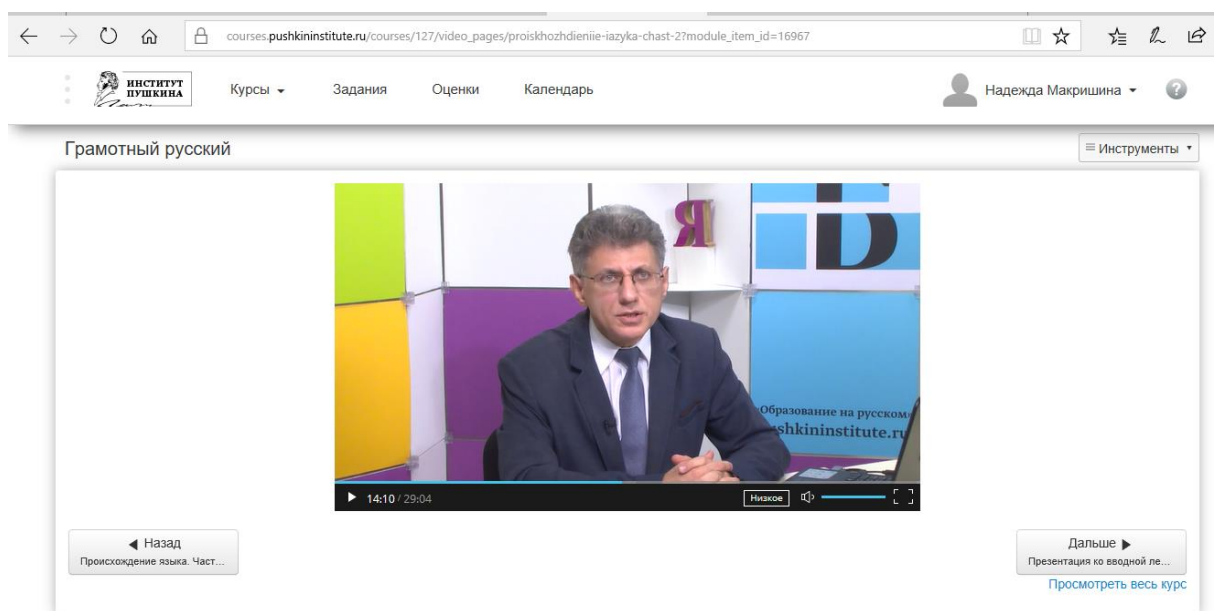 courses.pushkininstitute.ru/courses/127/video_pages/proiskhozhdieniie-iazyka-chast-2?module_item_id=16967
ИНСТИТУТ
ПУШКИНА
Курсы
Задания
Оценки
Календарь
Надежда Макришина
?
Грамотный русский
Инструменты
Я
Образование на русском
shkininstitute.ru
14:10 / 29:04
Низкое
Назад
Происхождение языка. Част...
Дальше
Презентация ко вводной ле...
Просмотреть весь курс